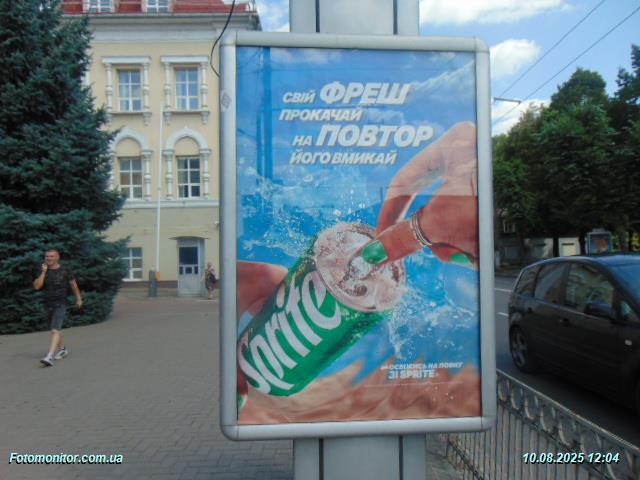 СВІЙ ФРЕШ
ПРОКАЧАЙ
НА ПОВТОР
ЙОГО ВМИКАЙ
Sprite
ОСВІЖИСЬ НА ПОВНУ
ЗІ SPRITE
Fotomonitor.com.ua
10.08.2025 12:04